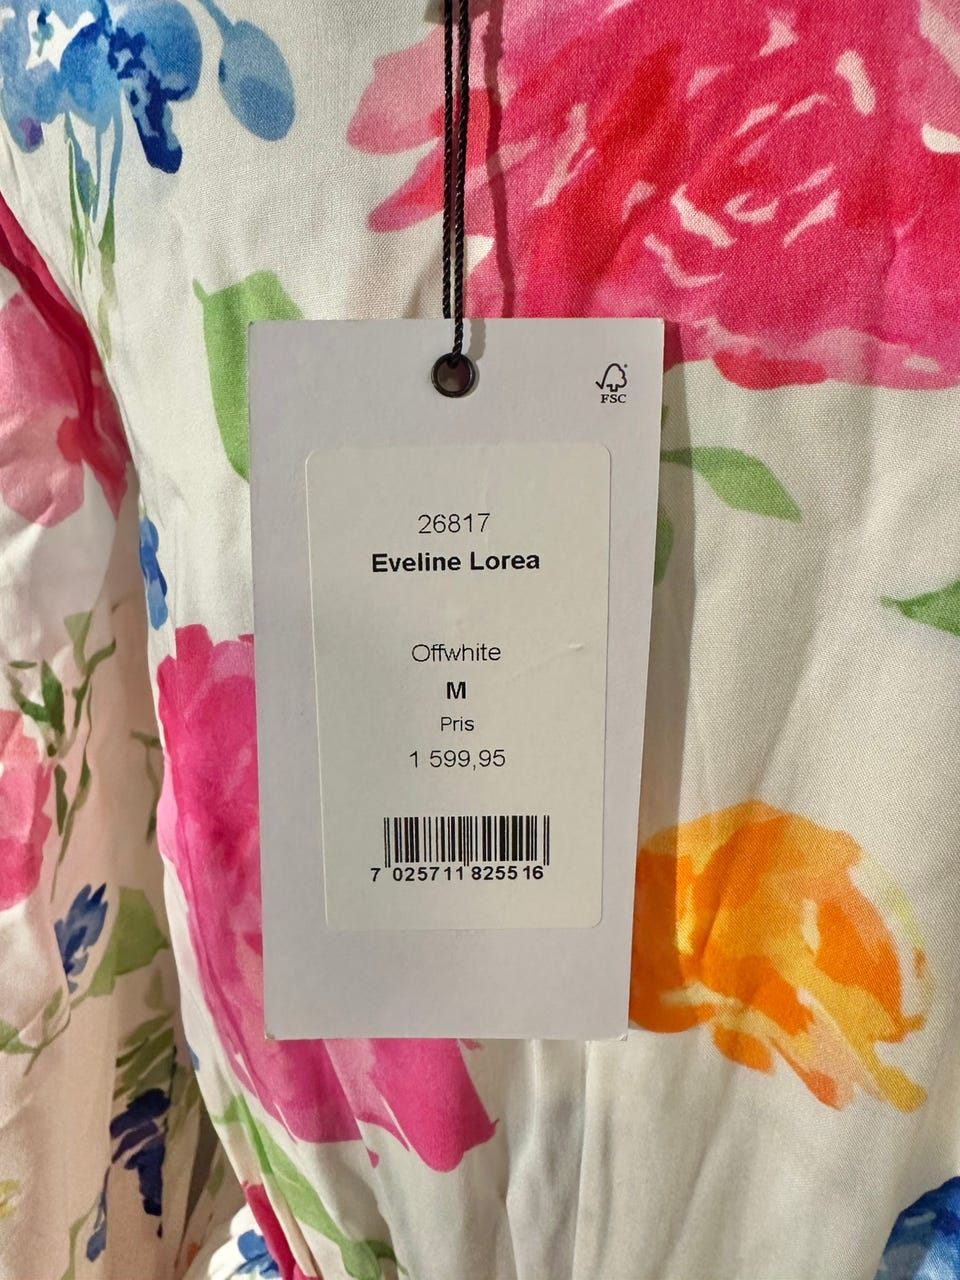 FSC
26817
Eveline Lorea
Offwhite
M
Pris
1 599,95
7 025711 825516